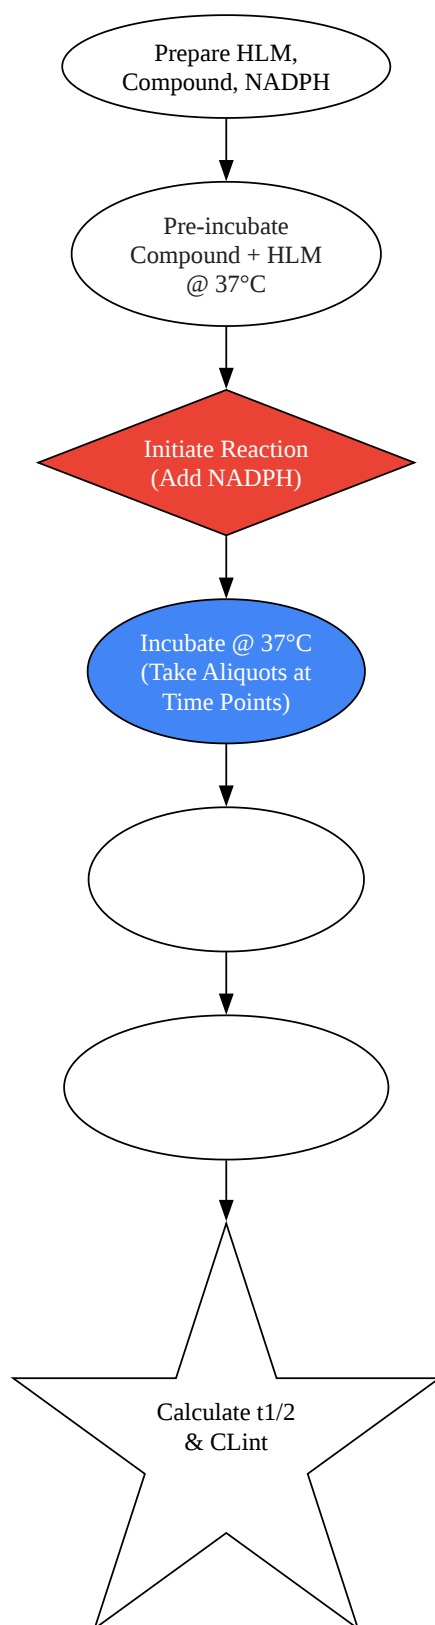 Prepare HLM,
Compound, NADPH
Pre-incubate
Compound + HLM
@ 37°C
Initiate Reaction
(Add NADPH)
Incubate @ 37°C
(Take Aliquots at
Time Points)
Calculate t1/2
& CLint